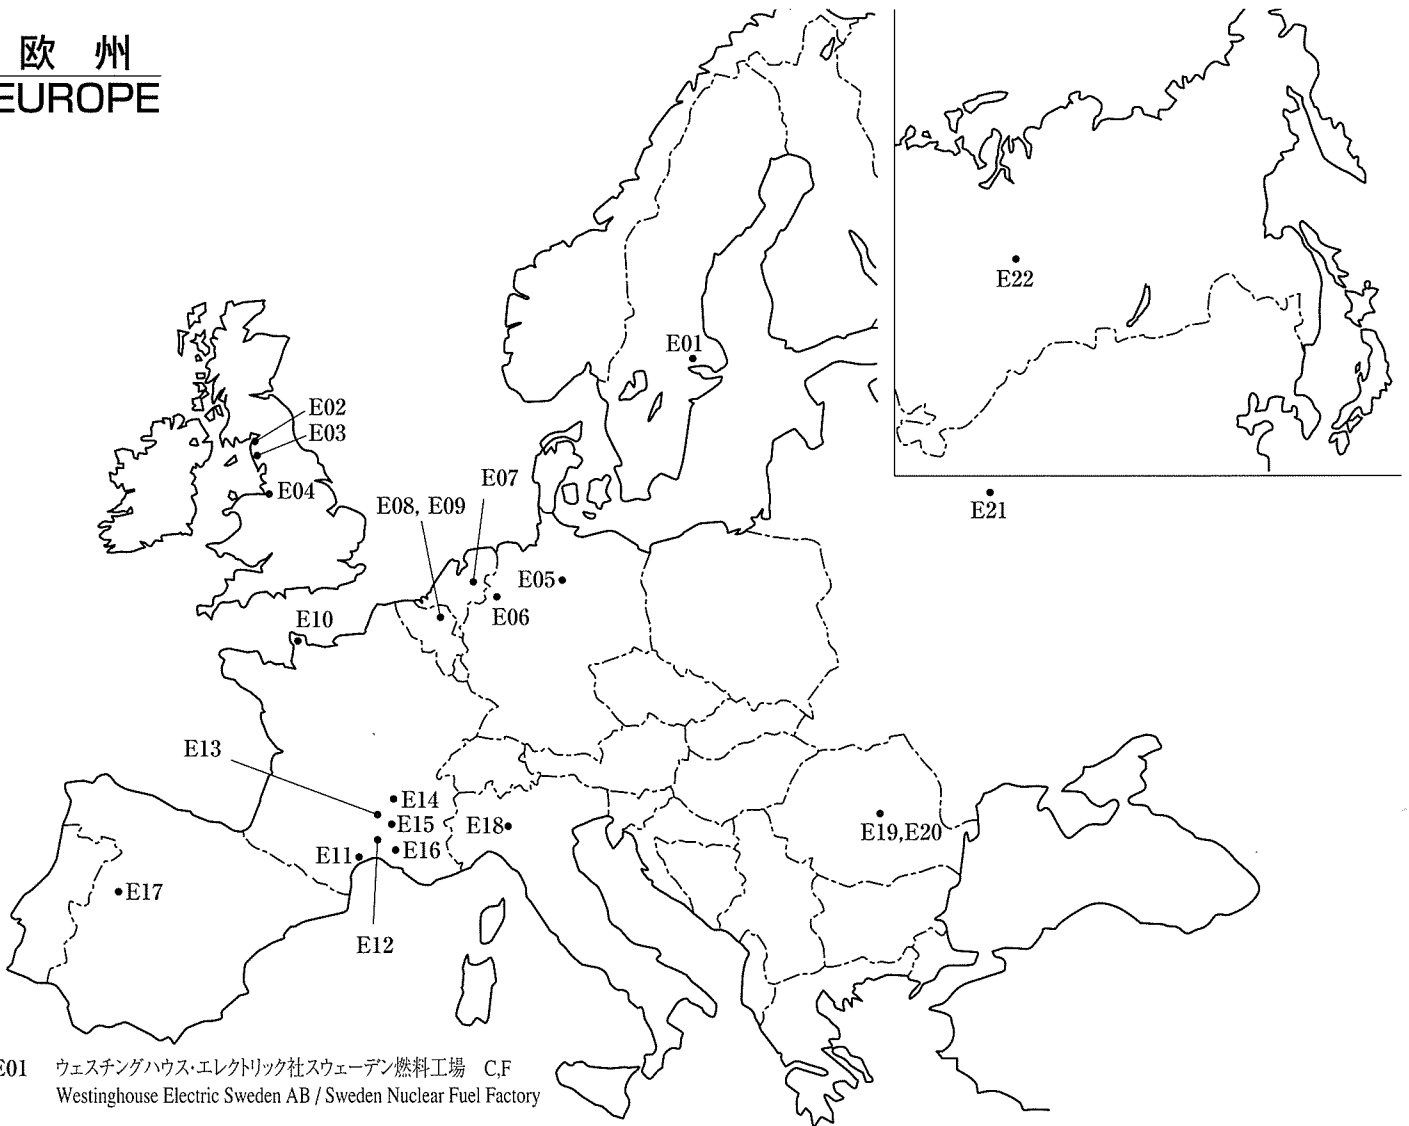 欧 州
EUROPE
E22
E01
E02
E03
E07
E04
E08, E09
E21
E05
E06
E10
E13
E14
E15
E18
E19,E20
E16
E11
E17
E12
E01 ウェスチングハウス・エレクトリック社スウェーデン燃料工場 C,F
Westinghouse Electric Sweden AB / Sweden Nuclear Fuel Factory